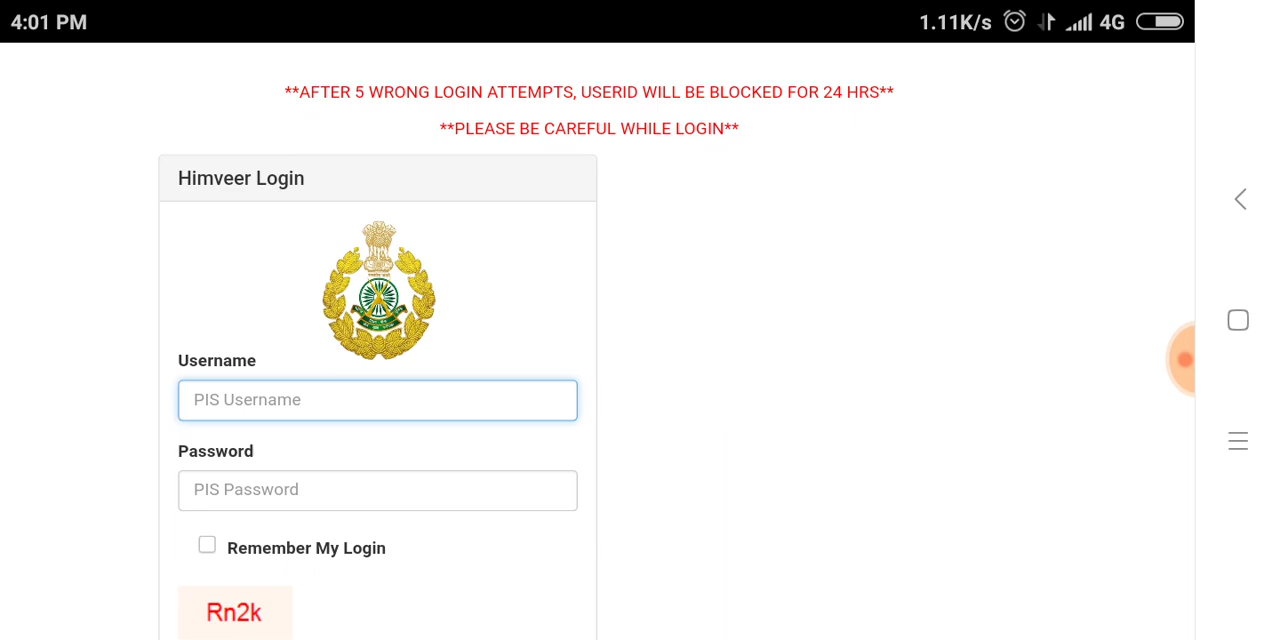 4:01 PM
1.11K/s 4G
**AFTER 5 WRONG LOGIN ATTEMPTS, USERID WILL BE BLOCKED FOR 24 HRS**
**PLEASE BE CAREFUL WHILE LOGIN**
Himveer Login
Username
PIS Username
Password
PIS Password
Remember My Login
Rn2k